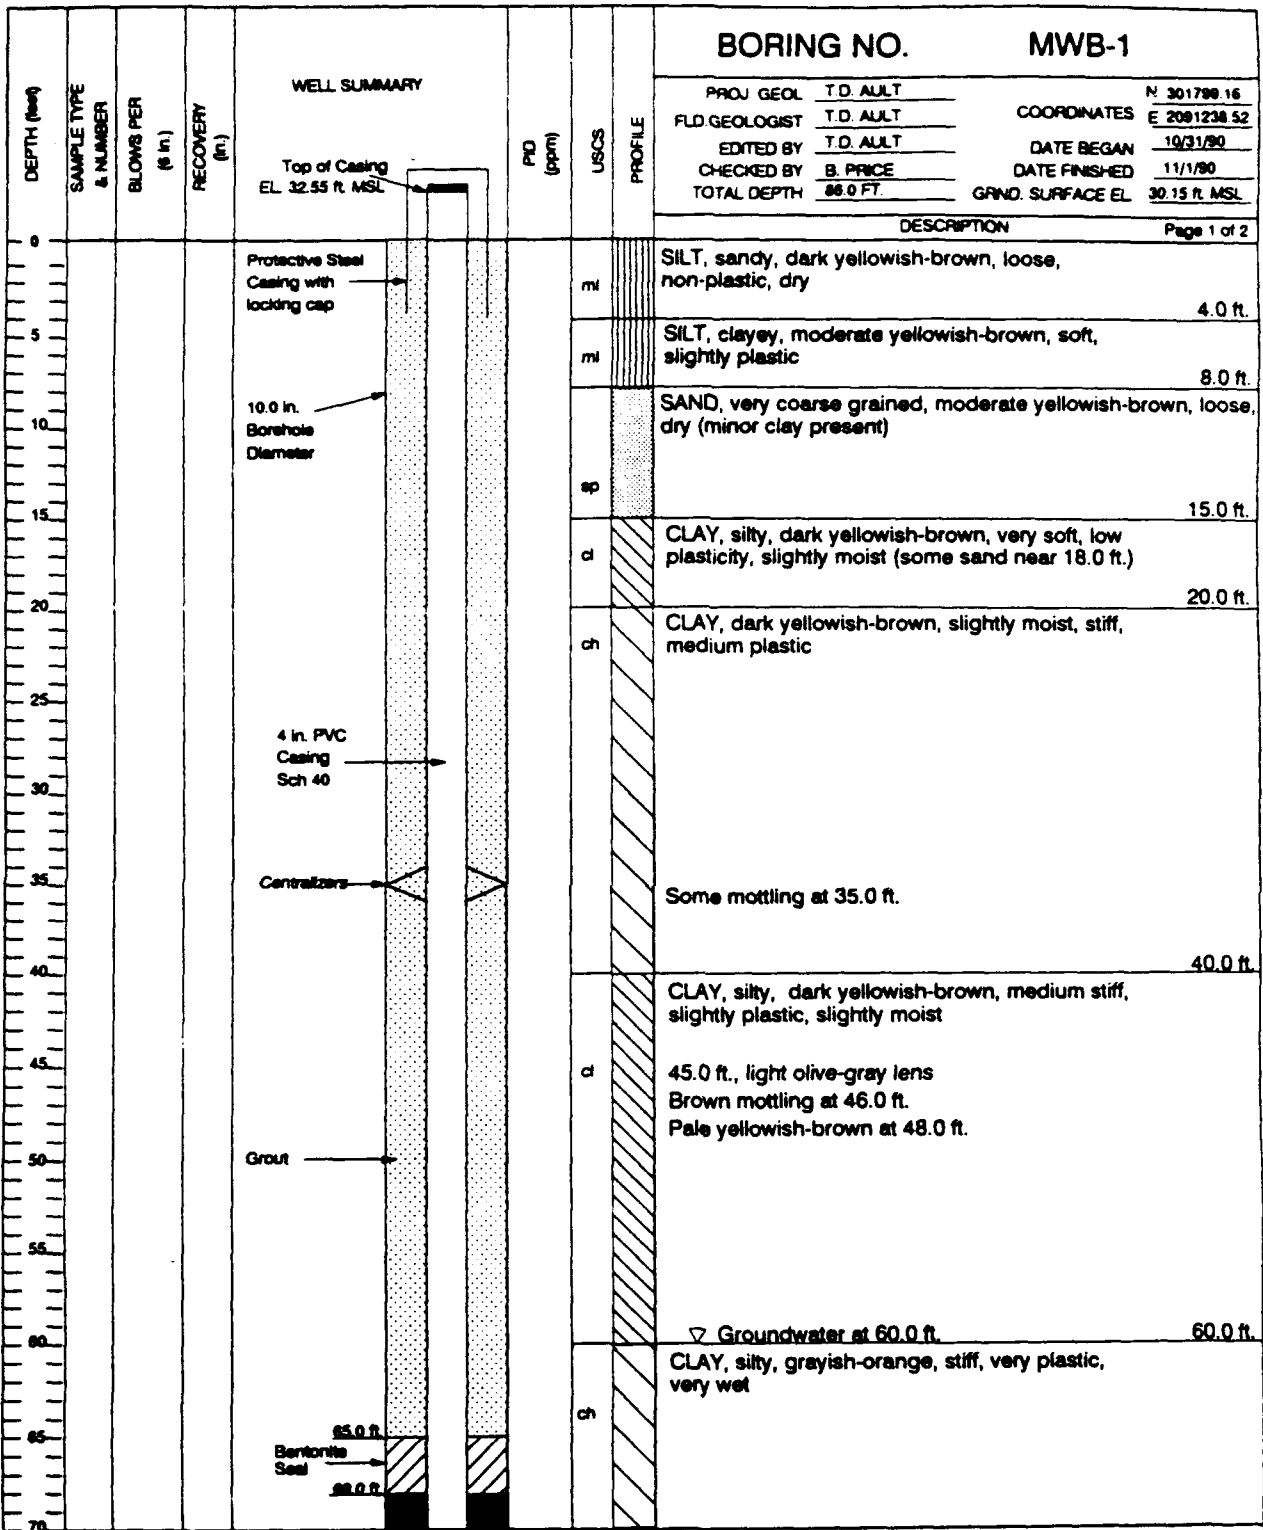 BORING NO. MWB-1
PROJ GEOL T.D. AULT
FLD.GEOLOGIST T.D. AULT
EDITED BY T.D. AULT
CHECKED BY B. PRICE
TOTAL DEPTH 86.0 FT.
COORDINATES N 301799.16
E 2091238.52
DATE BEGAN 10/31/90
DATE FINISHED 11/1/90
GRND. SURFACE EL 30.15 ft. MSL
DEPTH (feet)
SAMPLE TYPE
& NUMBER
BLOWS PER
(6 in.)
RECOVERY
(in.)
WELL SUMMARY
PID
(ppm)
USCS
PROFILE
DESCRIPTION Page 1 of 2
Top of Casing
EL. 32.55 ft. MSL
0
Protective Steel
Casing with
locking cap
ml
SILT, sandy, dark yellowish-brown, loose,
non-plastic, dry
4.0 ft.
5
ml
SILT, clayey, moderate yellowish-brown, soft,
slightly plastic
8.0 ft.
10.0 in.
Borehole
Diameter
10
SAND, very coarse grained, moderate yellowish-brown, loose,
dry (minor clay present)
sp
15.0 ft.
15
cl
CLAY, silty, dark yellowish-brown, very soft, low
plasticity, slightly moist (some sand near 18.0 ft.)
20.0 ft.
20
ch
CLAY, dark yellowish-brown, slightly moist, stiff,
medium plastic
25
4 in. PVC
Casing
Sch 40
30
Centralizers
35
Some mottling at 35.0 ft.
40.0 ft.
40
CLAY, silty, dark yellowish-brown, medium stiff,
slightly plastic, slightly moist
45
cl
45.0 ft., light olive-gray lens
Brown mottling at 46.0 ft.
Pale yellowish-brown at 48.0 ft.
Grout
50
55
▽ Groundwater at 60.0 ft. 60.0 ft.
60
CLAY, silty, grayish-orange, stiff, very plastic,
very wet
ch
65.0 ft.
65
Bentonite
Seal
68.0 ft.
70